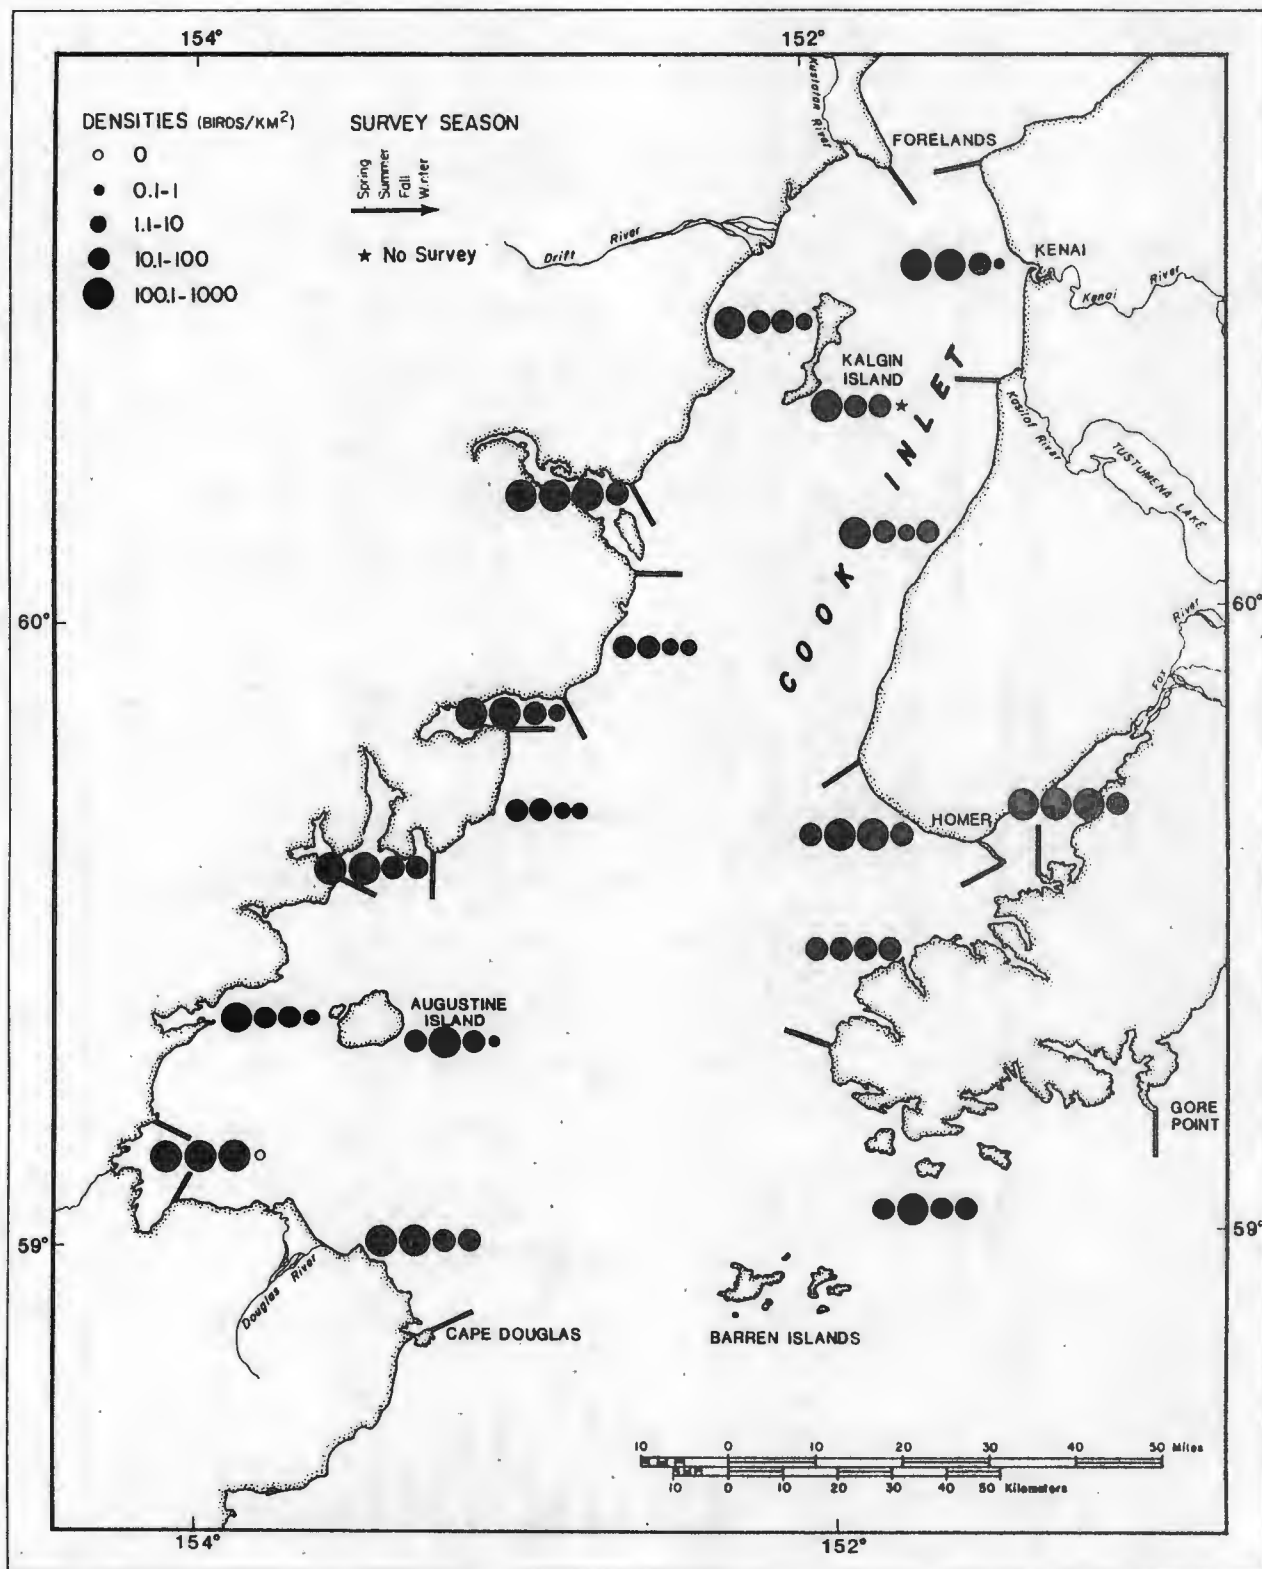 154°
152°
DENSITIES (BIRDS/KM²)
0
0.1-1
1.1-10
10.1-100
100.1-1000
SURVEY SEASON
Spring
Summer
Fall
Winter
★ No Survey
Kustatan River
FORELANDS
Drift River
KENAI
Kenai River
KALGIN
ISLAND
COOK INLET
Kasilof River
TUSTUMENA LAKE
60°
60°
Fox River
HOMER
AUGUSTINE
ISLAND
GORE
POINT
59°
59°
Douglas River
CAPE DOUGLAS
BARREN ISLANDS
10 0 10 20 30 40 50 Miles
10 0 10 20 30 40 50 Kilometers
154°
152°